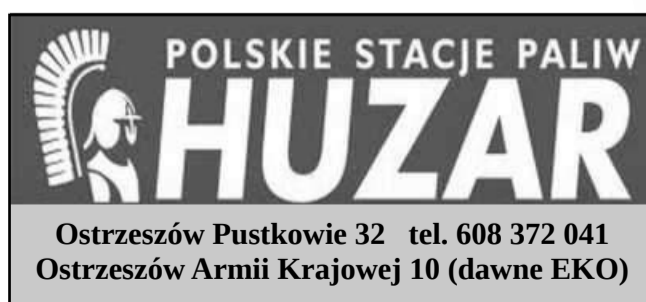 POLSKIE STACJE PALIW
HUZAR
Ostrzeszów Pustkowie 32 tel. 608 372 041
Ostrzeszów Armii Krajowej 10 (dawne EKO)